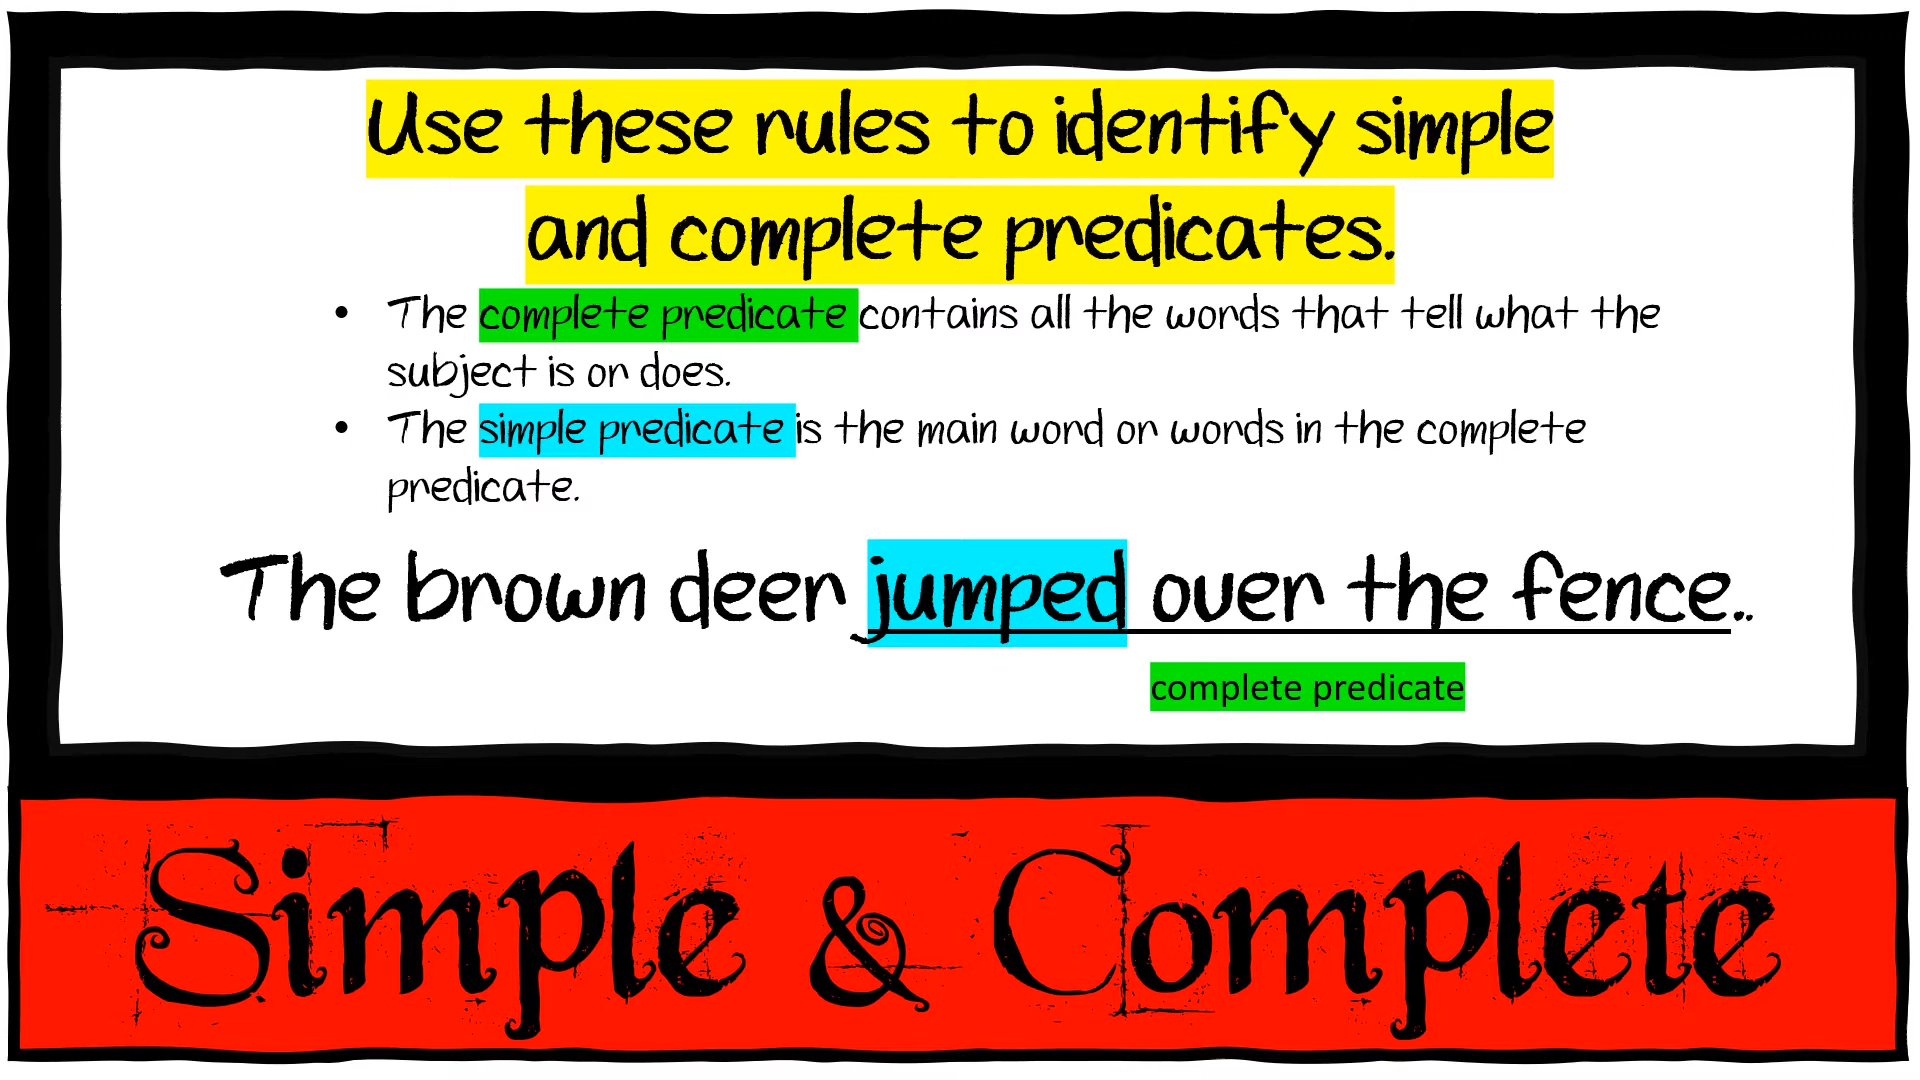 Use these rules to identify simple
and complete predicates.
• The complete predicate contains all the words that tell what the
subject is or does.
• The simple predicate is the main word or words in the complete
predicate.
The brown deer jumped over the fence..
complete predicate
Simple & Complete